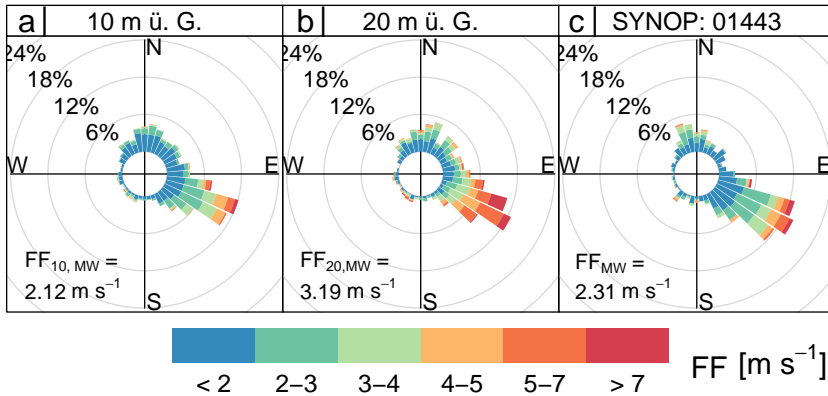 a 10 m ü. G.
N
24%
18%
12%
6%
W
E
S
FF10, MW =
2.12 m s−1
b 20 m ü. G.
N
24%
18%
12%
6%
W
E
S
FF20,MW =
3.19 m s−1
c SYNOP: 01443
N
24%
18%
12%
6%
W
E
S
FFMW =
2.31 m s−1
< 2 2−3 3−4 4−5 5−7 > 7
FF [m s−1]